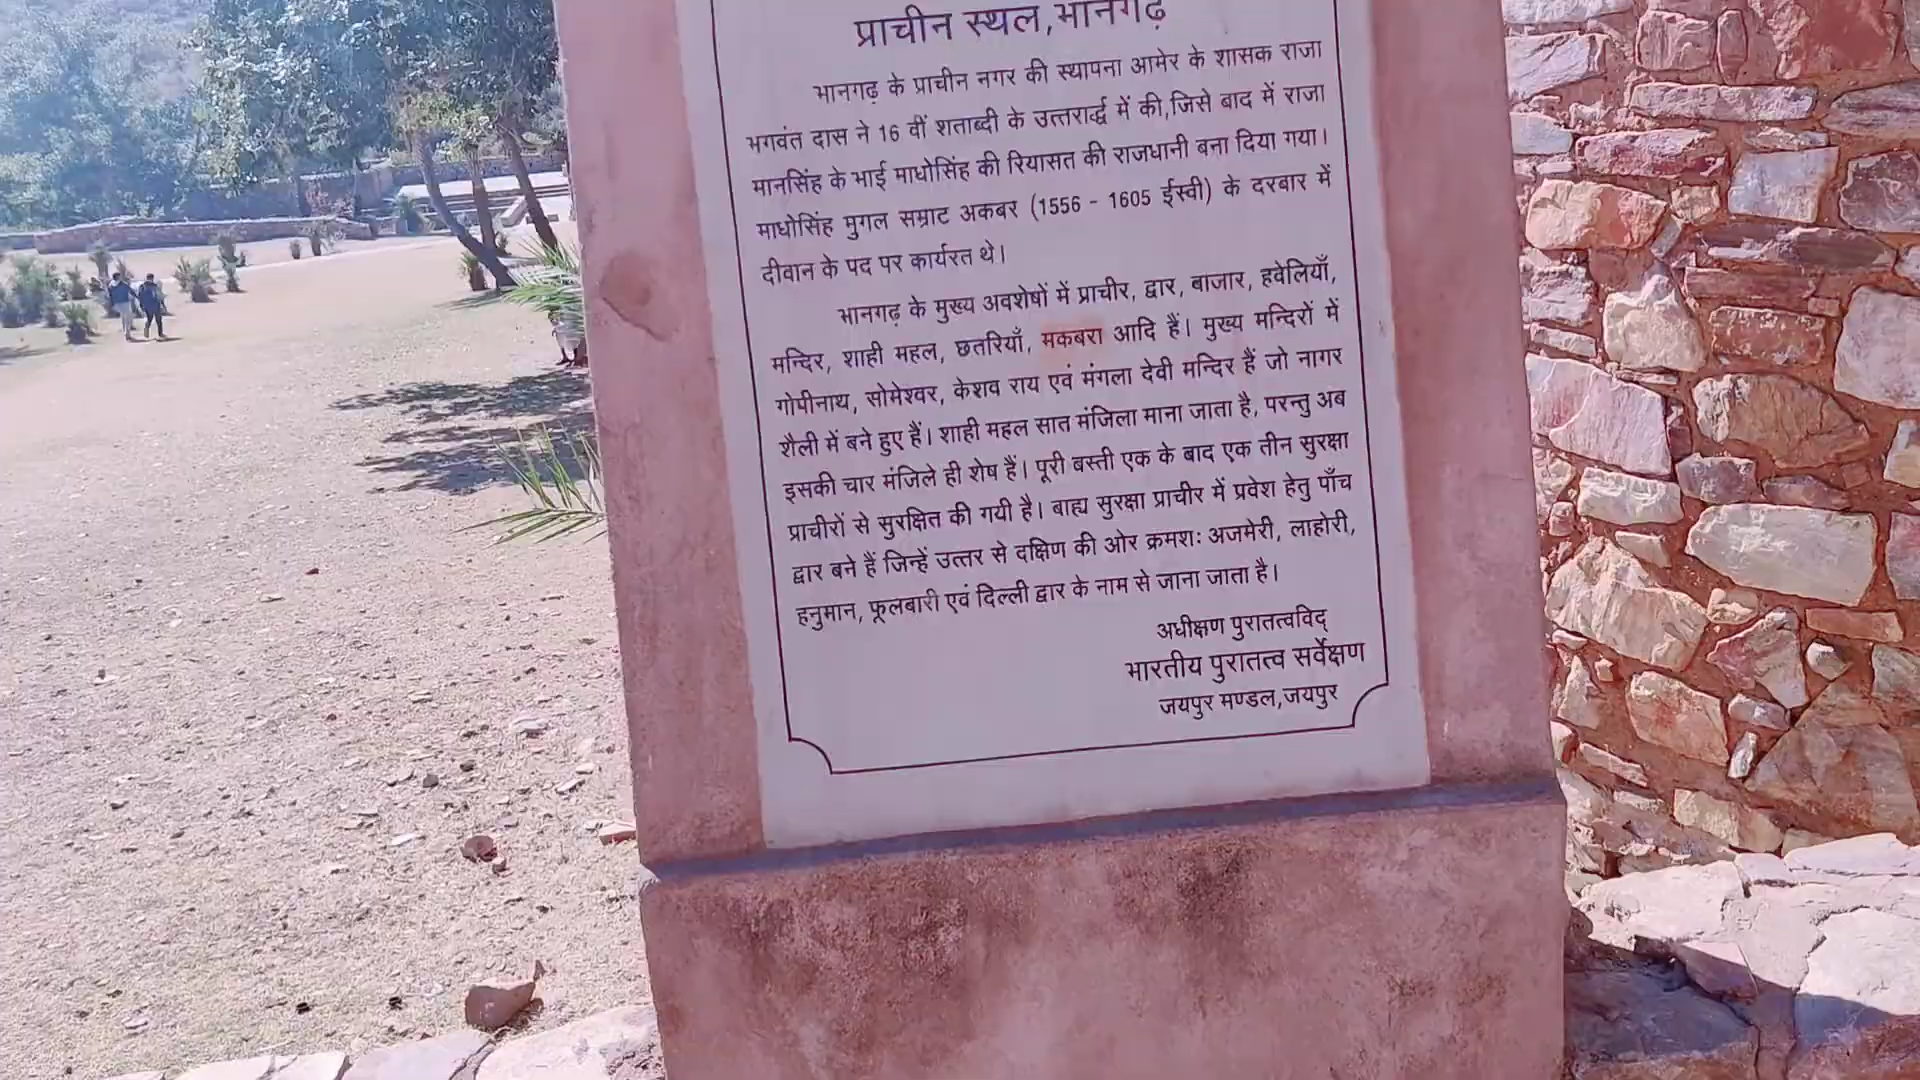 प्राचीन स्थल,भानगढ़
भानगढ़ के प्राचीन नगर की स्थापना आमेर के शासक राजा
भगवंत दास ने 16 वीं शताब्दी के उत्तरार्द्ध में की,जिसे बाद में राजा
मानसिंह के भाई माधोसिंह की रियासत की राजधानी बना दिया गया।
माधोसिंह मुगल सम्राट अकबर (1556 - 1605 ईस्वी) के दरबार में
दीवान के पद पर कार्यरत थे।
भानगढ़ के मुख्य अवशेषों में प्राचीर, द्वार, बाजार, हवेलियाँ,
मन्दिर, शाही महल, छतरियाँ, मकबरा आदि हैं। मुख्य मन्दिरों में
गोपीनाथ, सोमेश्वर, केशव राय एवं मंगला देवी मन्दिर हैं जो नागर
शैली में बने हुए हैं। शाही महल सात मंजिला माना जाता है, परन्तु अब
इसकी चार मंजिले ही शेष हैं। पूरी बस्ती एक के बाद एक तीन सुरक्षा
प्राचीरों से सुरक्षित की गयी है। बाह्य सुरक्षा प्राचीर में प्रवेश हेतु पाँच
द्वार बने हैं जिन्हें उत्तर से दक्षिण की ओर क्रमशः अजमेरी, लाहोरी,
हनुमान, फूलबारी एवं दिल्ली द्वार के नाम से जाना जाता है।
अधीक्षण पुरातत्वविद्
भारतीय पुरातत्व सर्वेक्षण
जयपुर मण्डल,जयपुर